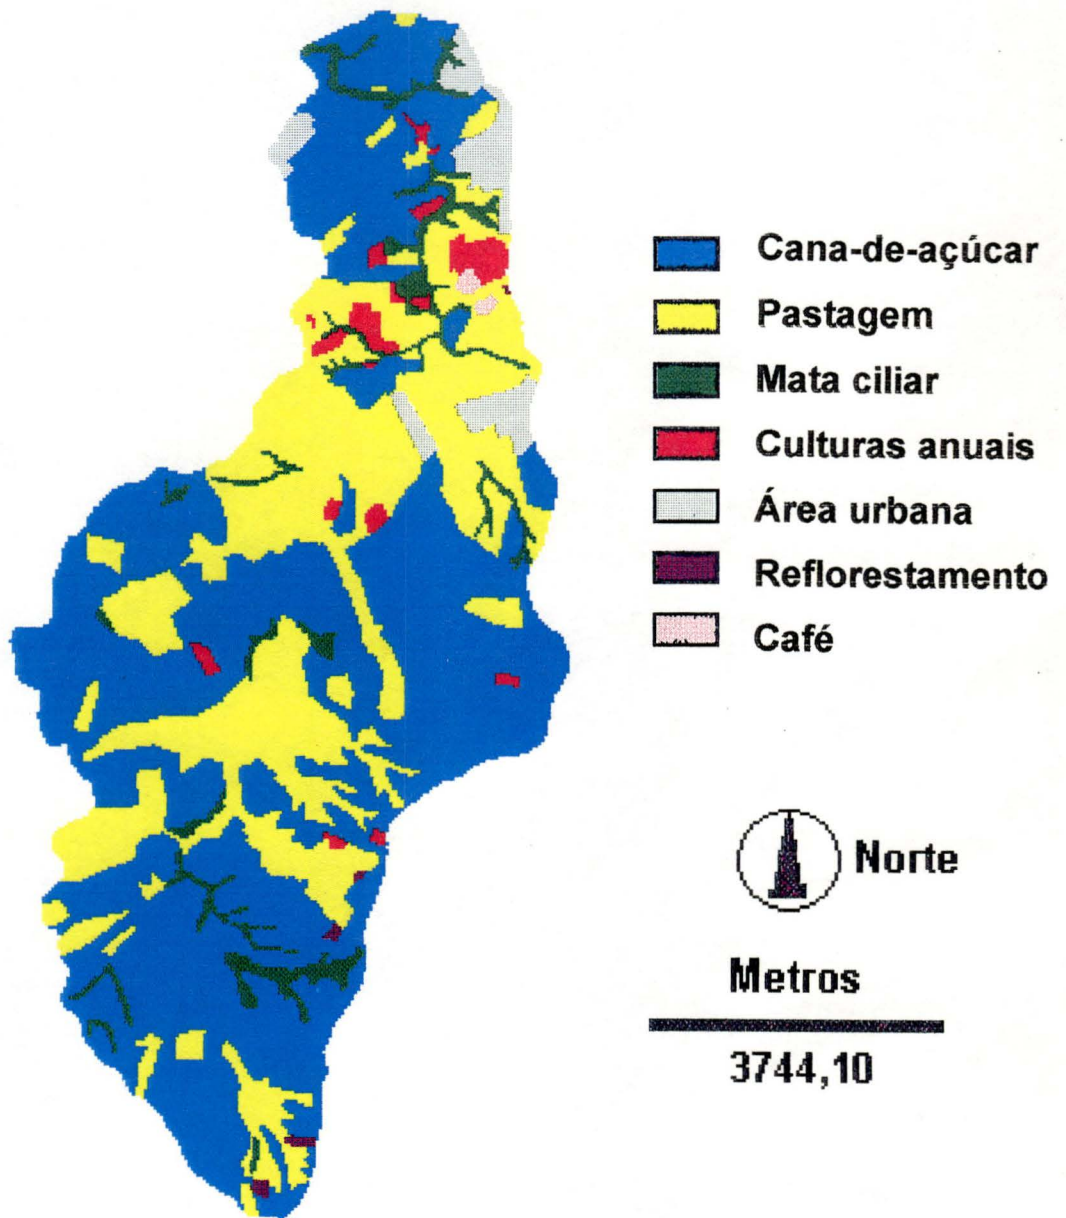 Cana-de-açúcar
Pastagem
Mata ciliar
Culturas anuais
Área urbana
Reflorestamento
Café
Norte
Metros
3744,10